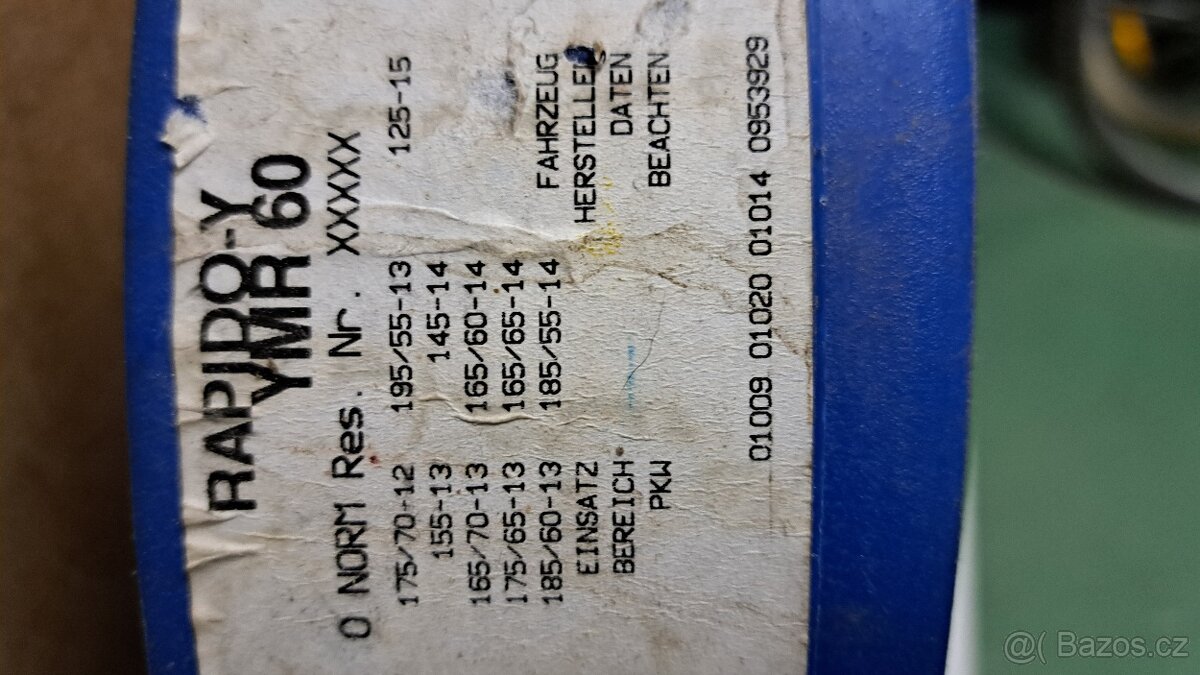 RAPIDO-Y
YMR 60
O NORM Res. Nr. XXXXX
175/70-12 195/55-13 125-15
155-13 145-14
165/70-13 165/60-14
175/65-13 165/65-14
185/60-13 185/55-14 FAHRZEUG
EINSATZ HERSTELLER
BEREICH DATEN
PKW BEACHTEN
01009 01020 01014 0953929
@( Bazos.cz